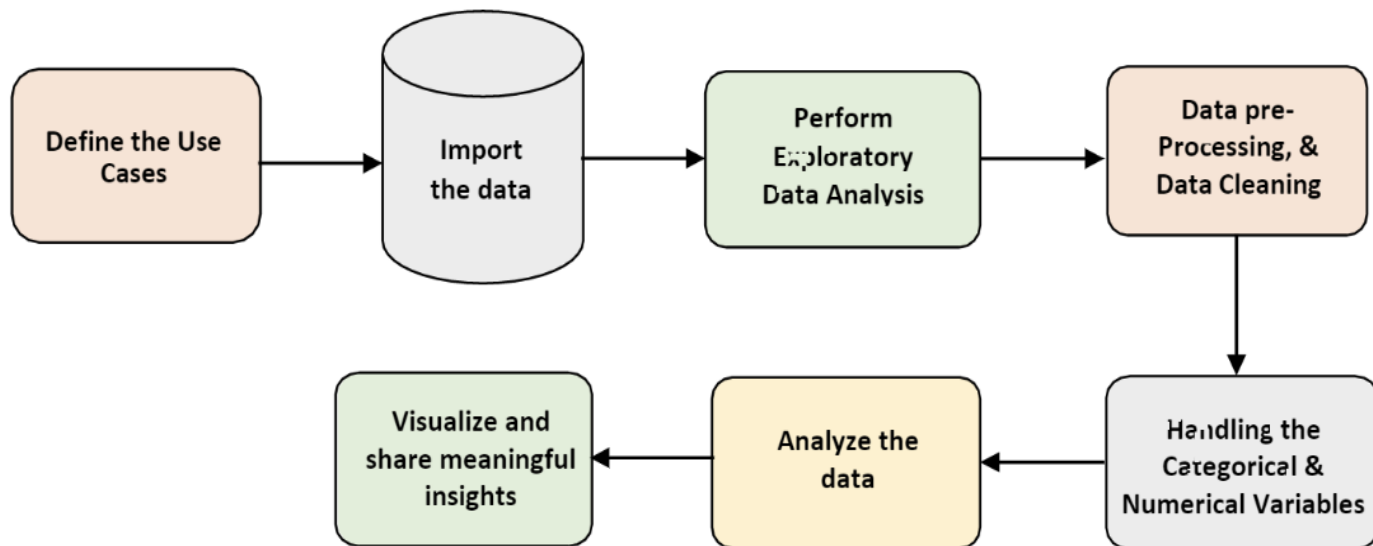 Define the Use
Cases
Import
the data
Perform
Exploratory
Data Analysis
Data pre-
Processing, &
Data Cleaning
Handling the
Categorical &
Numerical Variables
Analyze the
data
Visualize and
share meaningful
insights